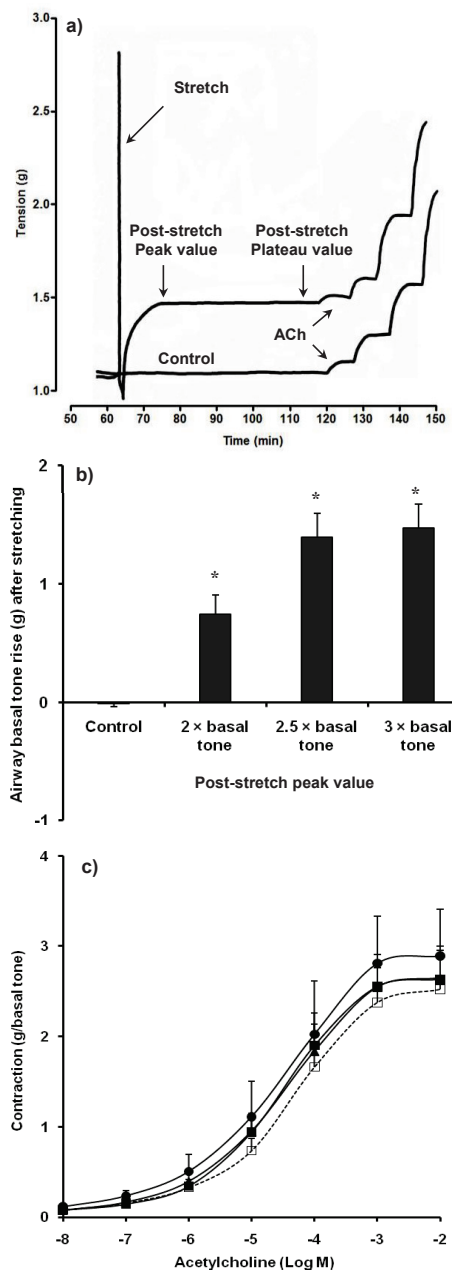 a)
3.0
2.5
2.0
1.5
1.0
Tension (g)
Stretch
Post-stretch
Peak value
Post-stretch
Plateau value
ACh
Control
50 60 70 80 90 100 110 120 130 140 150
Time (min)
b)
2
1
0
-1
Airway basal tone rise (g) after stretching
*
*
*
Control
2 × basal
tone
2.5 × basal
tone
3 × basal
tone
Post-stretch peak value
c)
4
3
2
1
0
Contraction (g/basal tone)
-8 -7 -6 -5 -4 -3 -2
Acetylcholine (Log M)